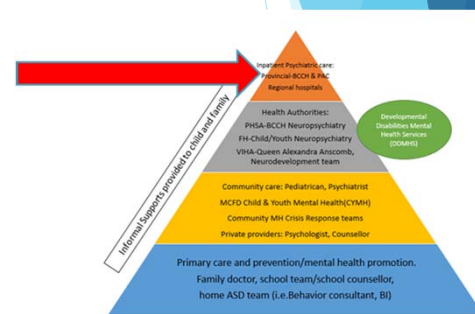 Inpatient Psychiatric care:
Provincial-BCCH & PAC
Regional hospitals
Health Authorities:
PHSA-BCCH Neuropsychiatry
FH-Child/Youth Neuropsychiatry
VIHA-Queen Alexandra Anscomb,
Neurodevelopment team
Developmental
Disabilities Mental
Health Services
(DDMHS)
Informal Supports provided to child and family
Community care: Pediatrican, Psychiatrist
MCFD Child & Youth Mental Health(CYMH)
Community MH Crisis Response teams
Private providers: Psychologist, Counsellor
Primary care and prevention/mental health promotion.
Family doctor, school team/school counsellor,
home ASD team (i.e.Behavior consultant, BI)